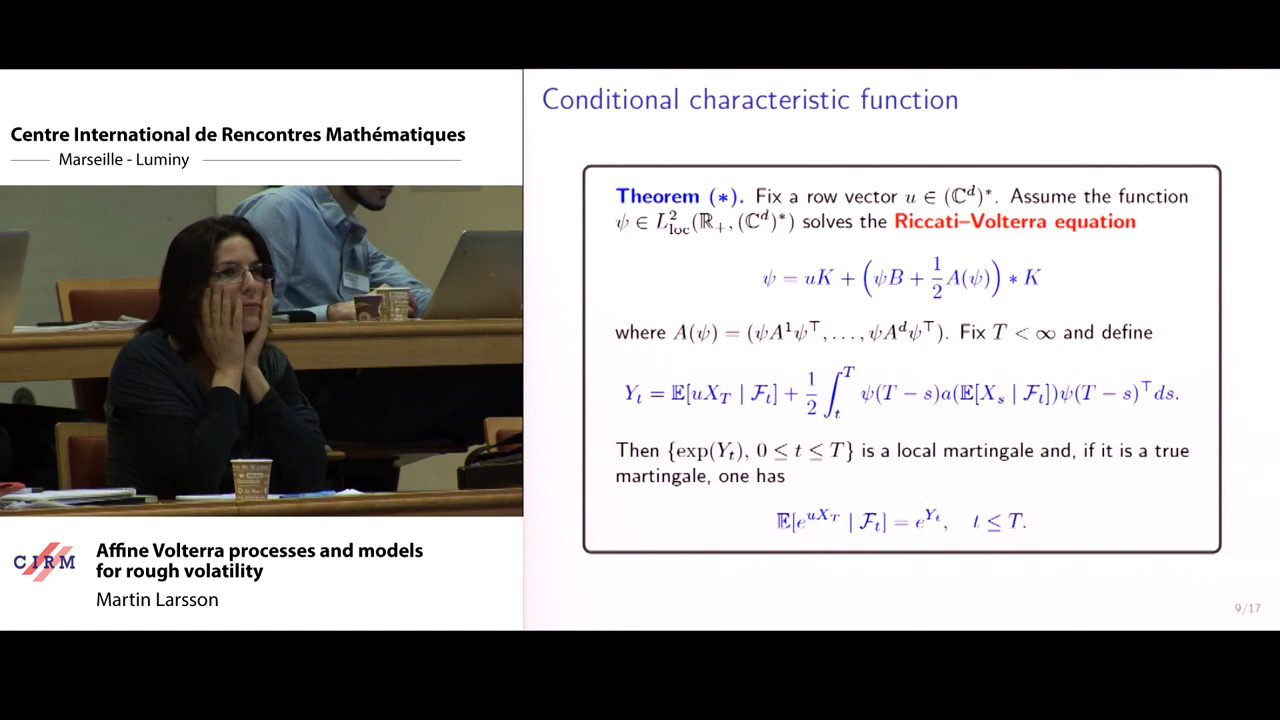 Centre International de Rencontres Mathématiques
Marseille - Luminy
CIRM
Affine Volterra processes and models
for rough volatility
Martin Larsson
Conditional characteristic function
Theorem (∗). Fix a row vector u ∈ (ℂᵈ)*. Assume the function
ψ ∈ L²_loc(ℝ₊, (ℂᵈ)*) solves the Riccati–Volterra equation
ψ = uK + (ψB + 1/2 A(ψ)) ∗ K
where A(ψ) = (ψA¹ψ⊤, . . . , ψAᵈψ⊤). Fix T < ∞ and define
Y_t = 𝔼[uX_T | ℱ_t] + 1/2 ∫_t^T ψ(T − s)a(𝔼[X_s | ℱ_t])ψ(T − s)⊤ds.
Then {exp(Y_t), 0 ≤ t ≤ T} is a local martingale and, if it is a true
martingale, one has
𝔼[e^{uX_T} | ℱ_t] = e^{Y_t}, t ≤ T.
9/17